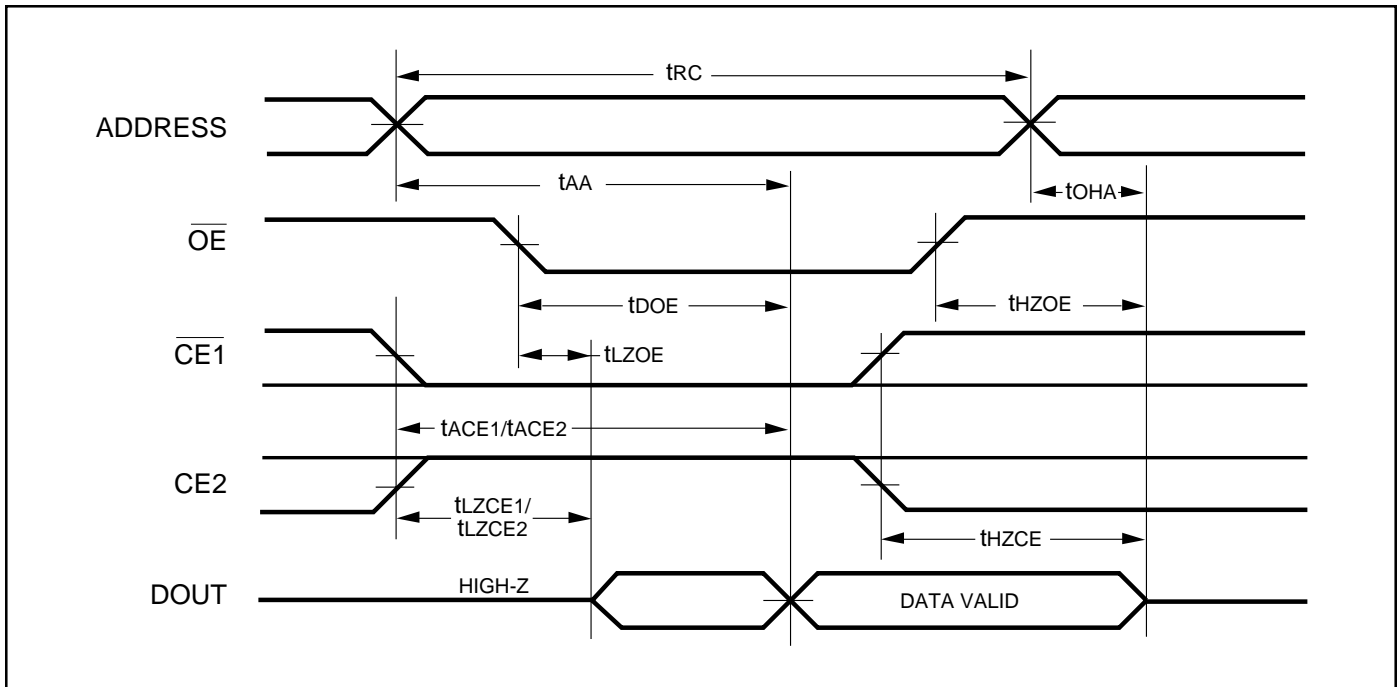 tRC
ADDRESS
tAA
tOHA
OE
tDOE
tHZOE
CE1
tLZOE
tACE1/tACE2
CE2
tLZCE1/
tLZCE2
tHZCE
DOUT
HIGH-Z
DATA VALID